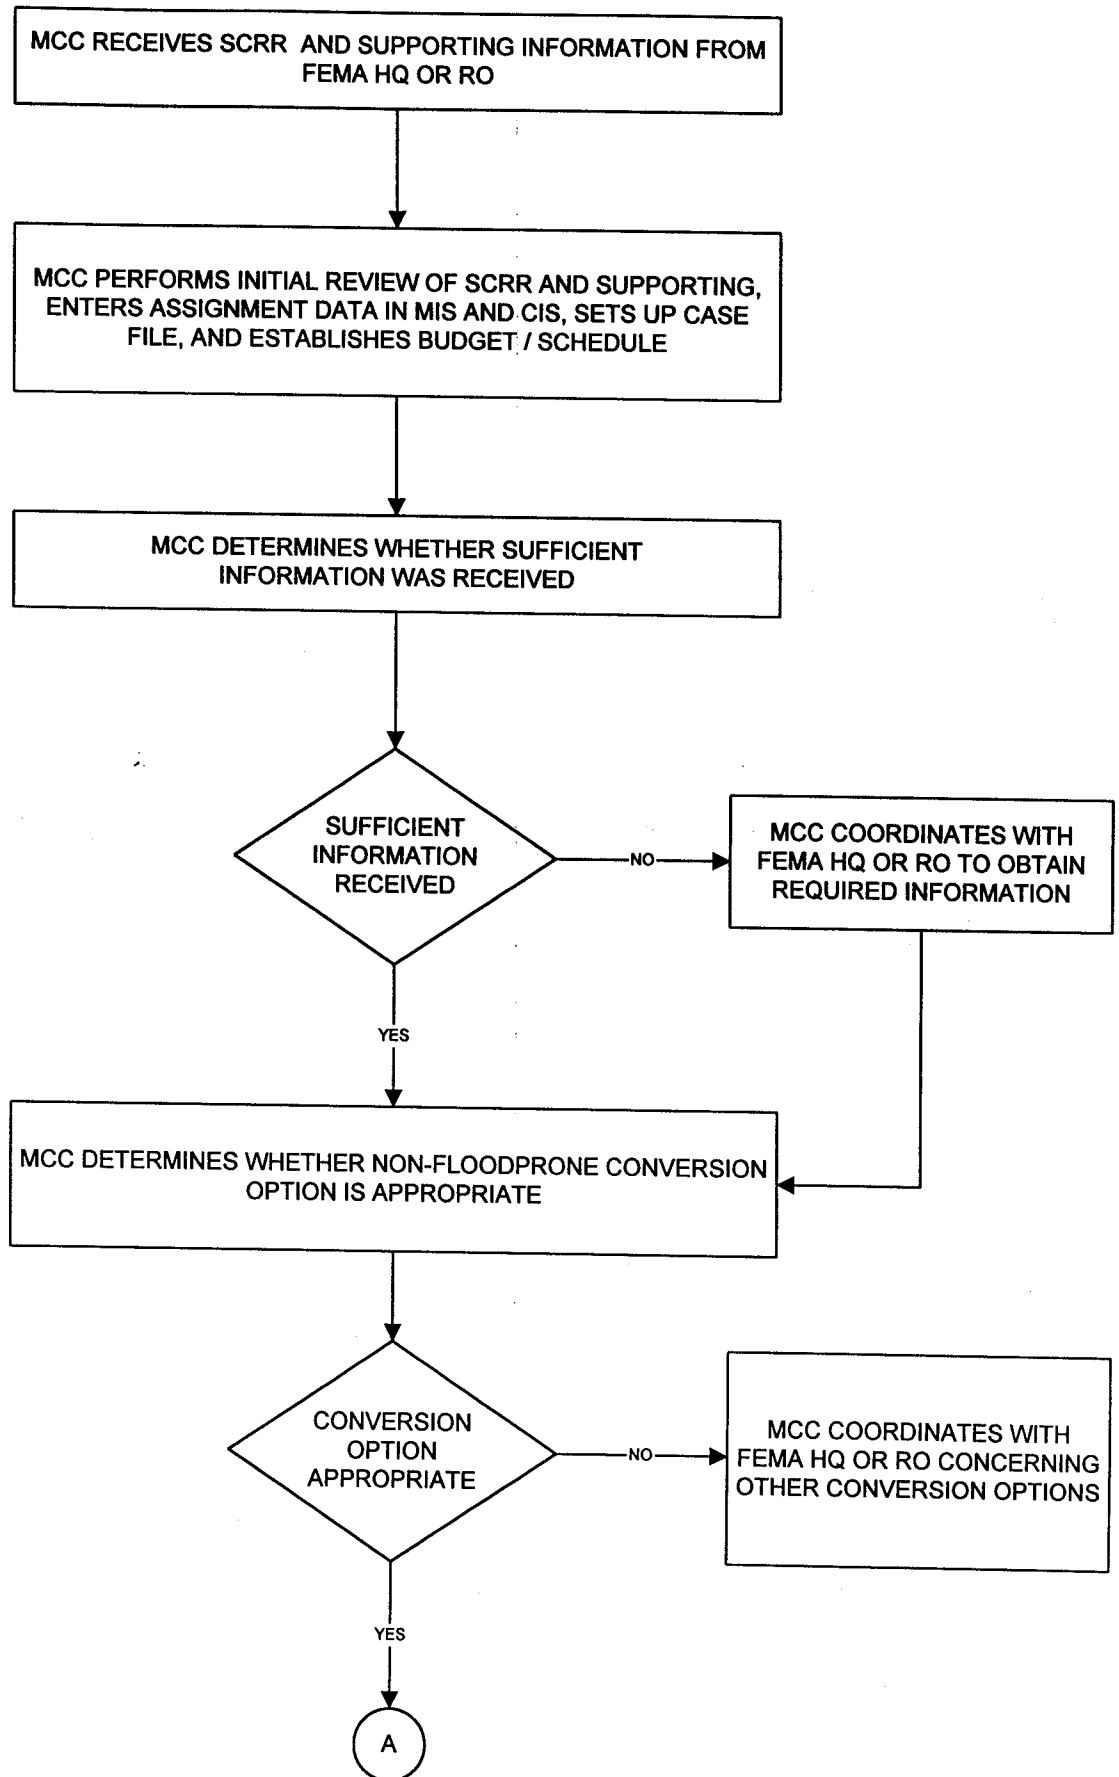 MCC RECEIVES SCRR AND SUPPORTING INFORMATION FROM
FEMA HQ OR RO
MCC PERFORMS INITIAL REVIEW OF SCRR AND SUPPORTING,
ENTERS ASSIGNMENT DATA IN MIS AND CIS, SETS UP CASE
FILE, AND ESTABLISHES BUDGET / SCHEDULE
MCC DETERMINES WHETHER SUFFICIENT
INFORMATION WAS RECEIVED
SUFFICIENT
INFORMATION
RECEIVED
NO
MCC COORDINATES WITH
FEMA HQ OR RO TO OBTAIN
REQUIRED INFORMATION
YES
MCC DETERMINES WHETHER NON-FLOODPRONE CONVERSION
OPTION IS APPROPRIATE
CONVERSION
OPTION
APPROPRIATE
NO
MCC COORDINATES WITH
FEMA HQ OR RO CONCERNING
OTHER CONVERSION OPTIONS
YES
A